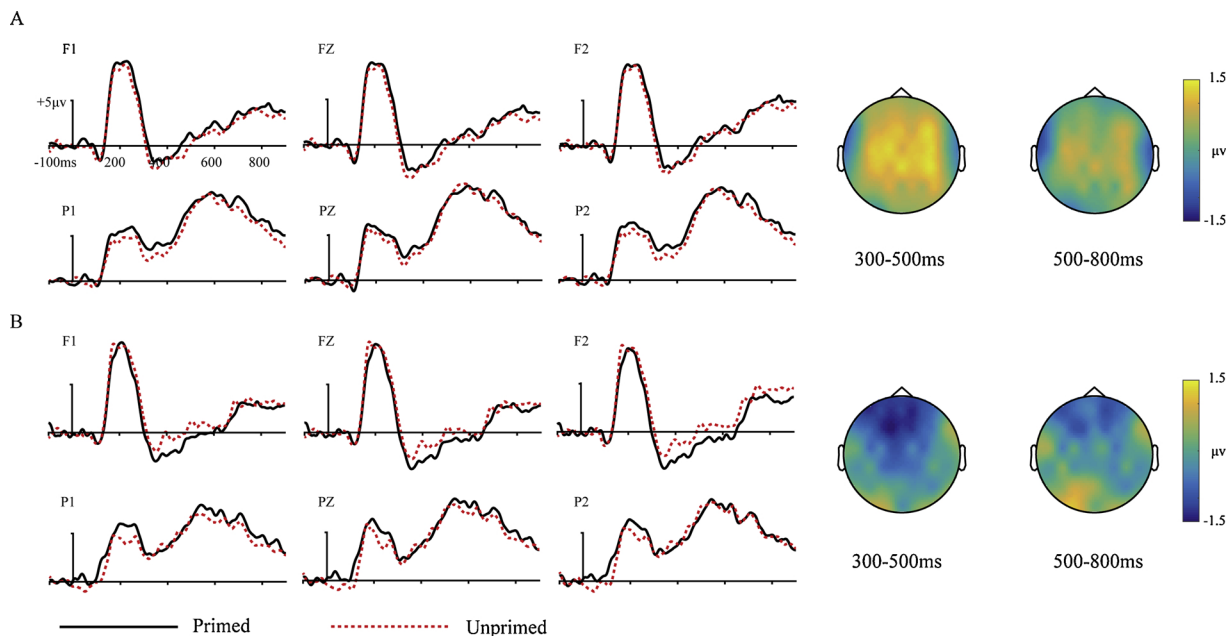 A
F1
FZ
F2
+5μv
-100ms
200
400
600
800
P1
PZ
P2
1.5
μv
-1.5
300-500ms
500-800ms
B
F1
FZ
F2
P1
PZ
P2
1.5
μv
-1.5
300-500ms
500-800ms
Primed
Unprimed